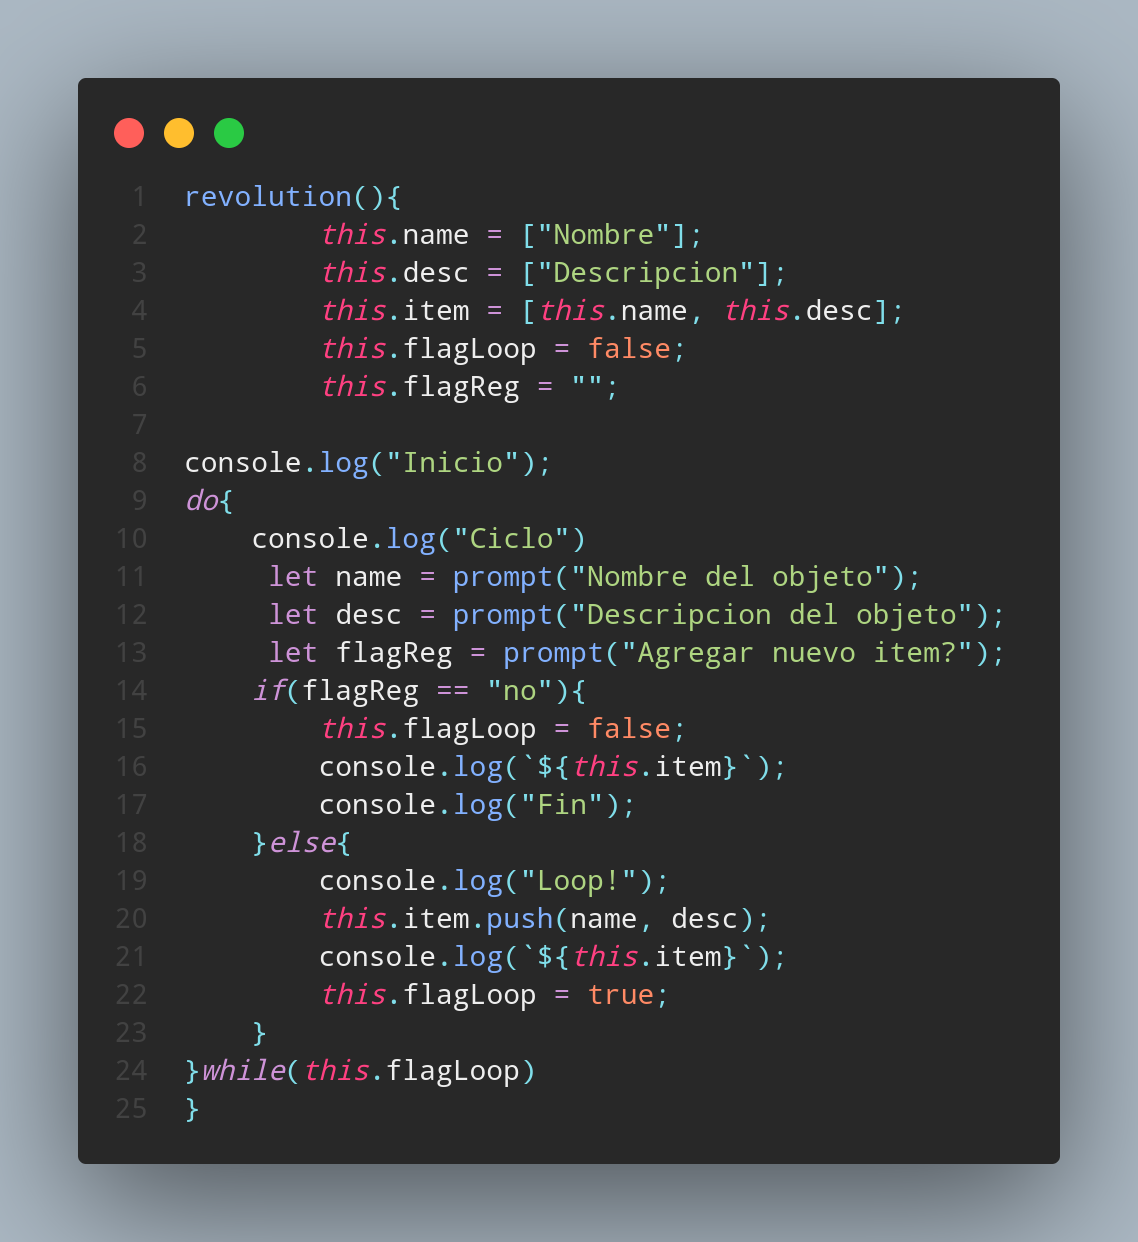 1 revolution(){
2         this.name = ["Nombre"];
3         this.desc = ["Descripcion"];
4         this.item = [this.name, this.desc];
5         this.flagLoop = false;
6         this.flagReg = "";
7
8 console.log("Inicio");
9 do{
10     console.log("Ciclo")
11      let name = prompt("Nombre del objeto");
12      let desc = prompt("Descripcion del objeto");
13      let flagReg = prompt("Agregar nuevo item?");
14     if(flagReg == "no"){
15         this.flagLoop = false;
16         console.log(`${this.item}`);
17         console.log("Fin");
18     }else{
19         console.log("Loop!");
20         this.item.push(name, desc);
21         console.log(`${this.item}`);
22         this.flagLoop = true;
23     }
24 }while(this.flagLoop)
25 }